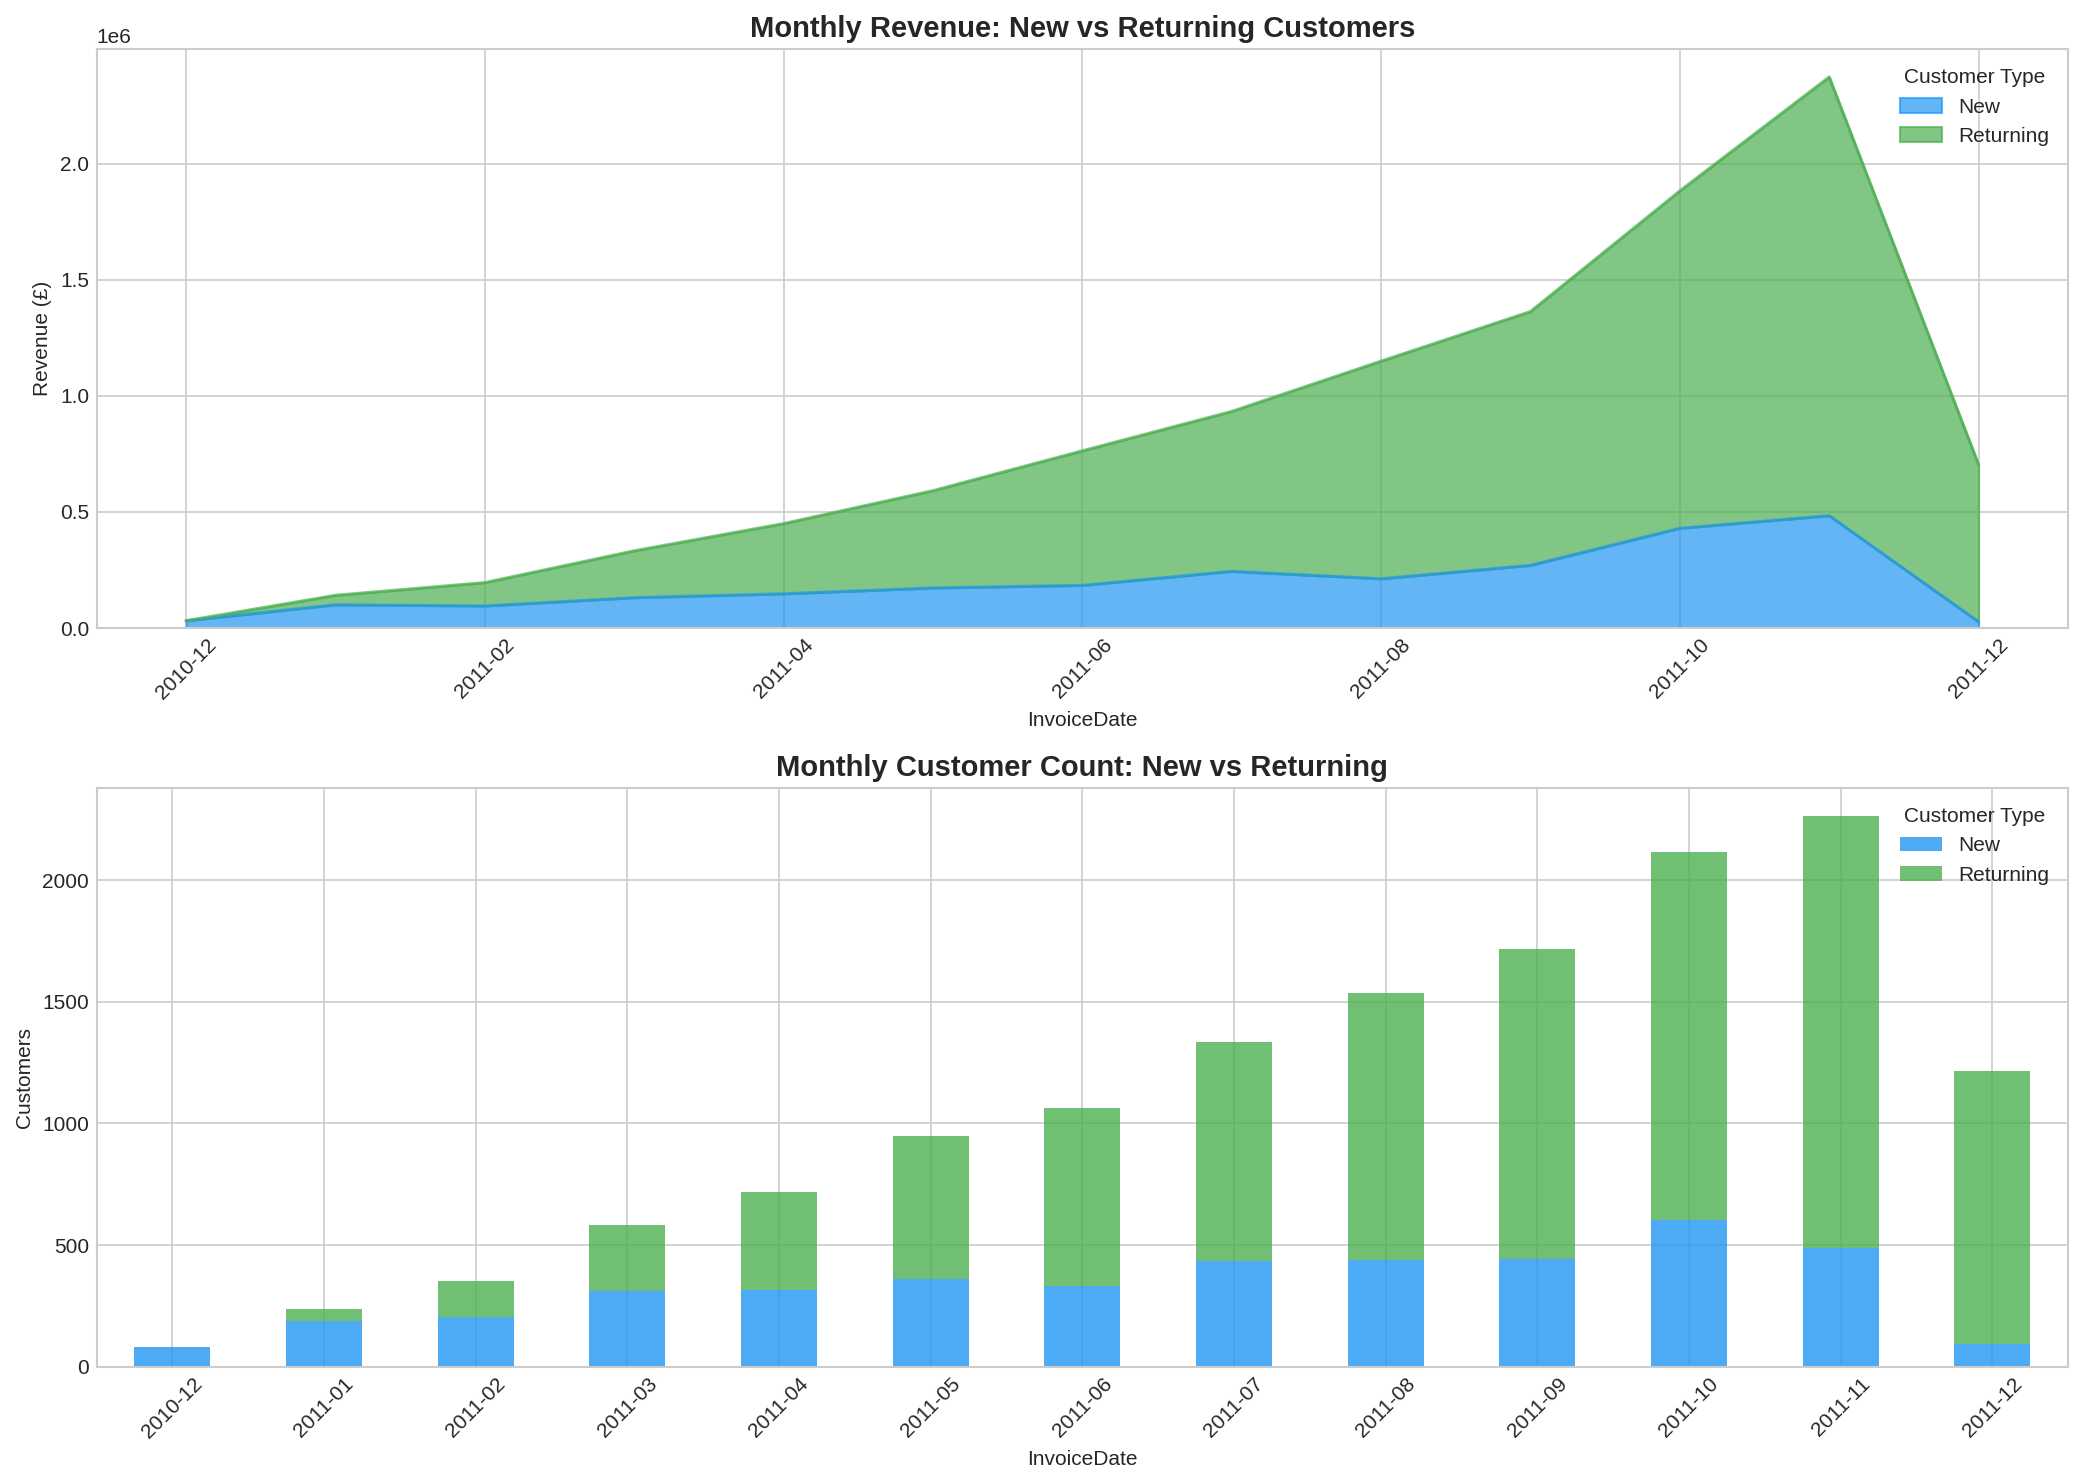 Monthly Revenue: New vs Returning Customers
1e6
Customer Type
New
Returning
2.0
1.5
1.0
0.5
0.0
Revenue (£)
2010-12
2011-02
2011-04
2011-06
2011-08
2011-10
2011-12
InvoiceDate
Monthly Customer Count: New vs Returning
Customer Type
New
Returning
2000
1500
1000
500
0
Customers
2010-12
2011-01
2011-02
2011-03
2011-04
2011-05
2011-06
2011-07
2011-08
2011-09
2011-10
2011-11
2011-12
InvoiceDate